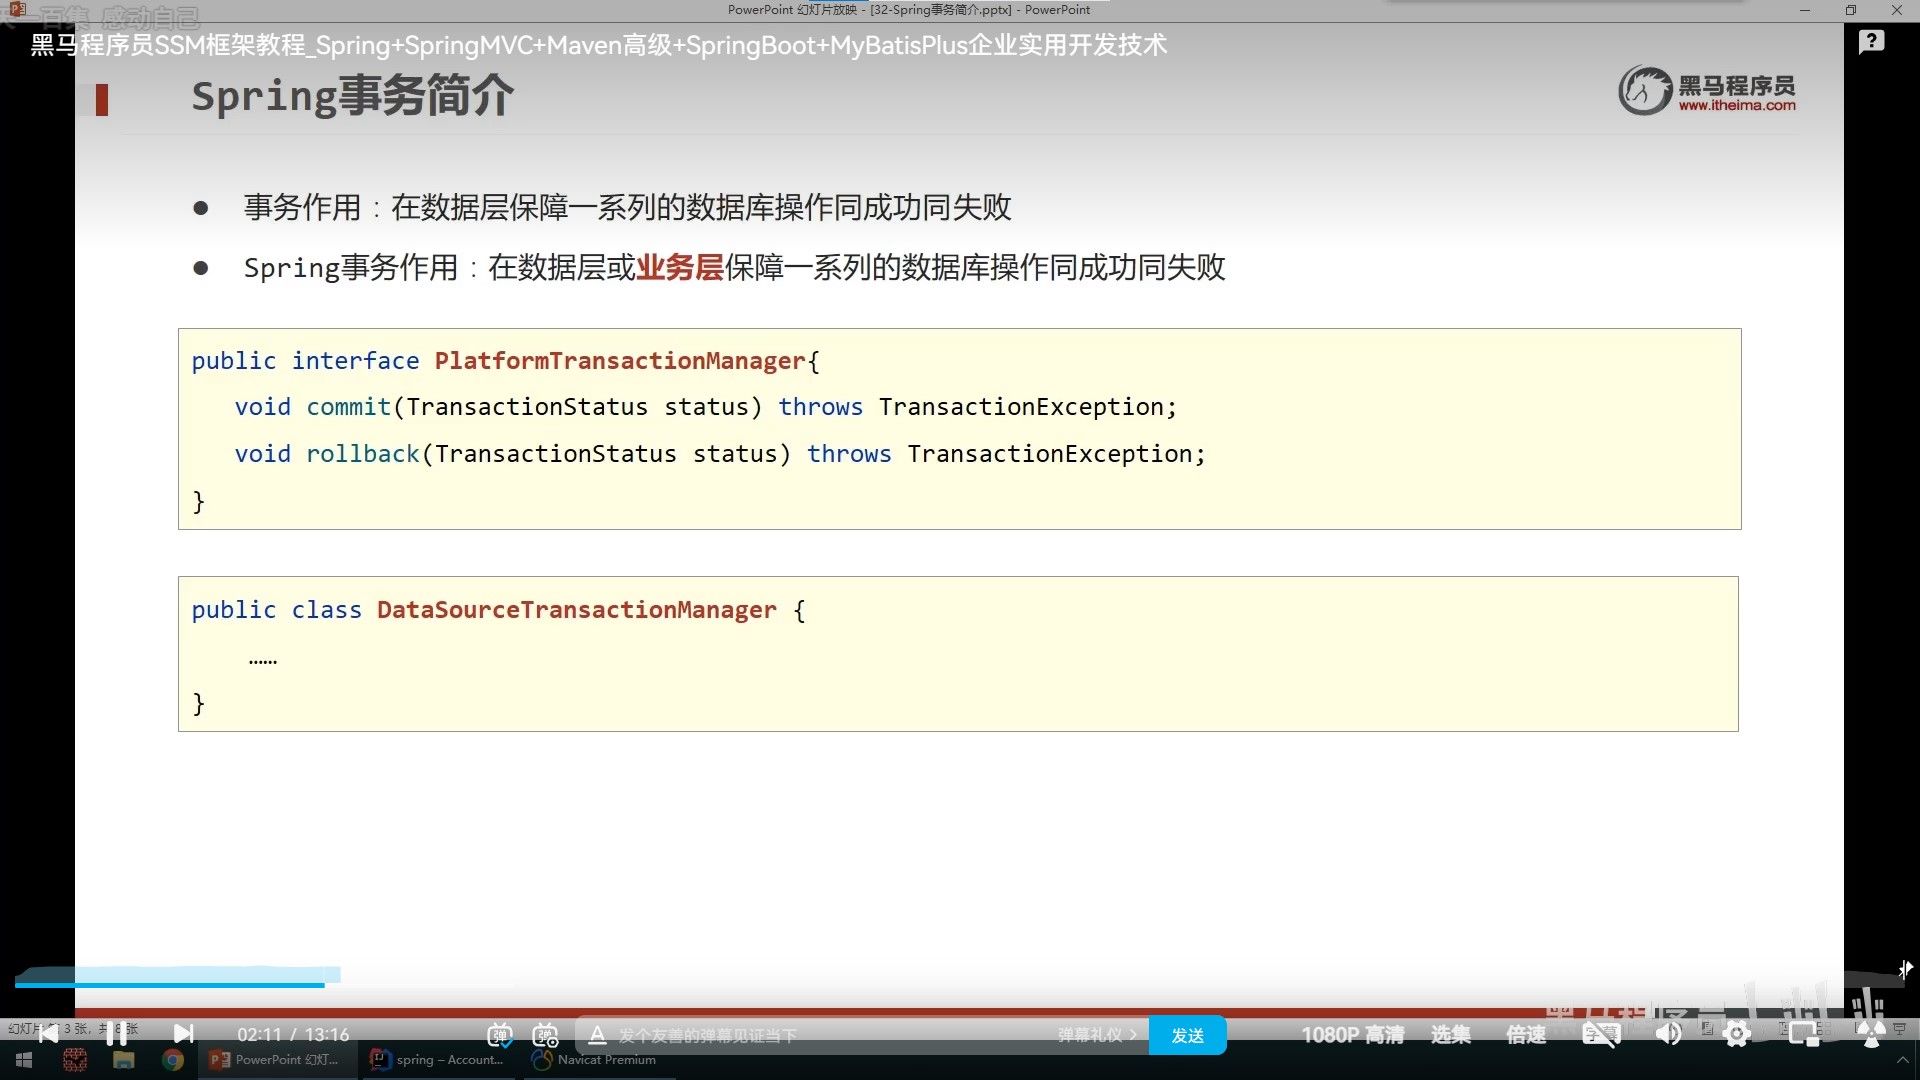 PowerPoint 幻灯片放映 - [32-Spring事务简介.pptx] - PowerPoint
一百集 感动自己
黑马程序员SSM框架教程_Spring+SpringMVC+Maven高级+SpringBoot+MyBatisPlus企业实用开发技术
Spring事务简介
黑马程序员
www.itheima.com
● 事务作用：在数据层保障一系列的数据库操作同成功同失败
● Spring事务作用：在数据层或业务层保障一系列的数据库操作同成功同失败
public interface PlatformTransactionManager{
void commit(TransactionStatus status) throws TransactionException;
void rollback(TransactionStatus status) throws TransactionException;
}
public class DataSourceTransactionManager {
……
}
02:11 / 13:16
发个友善的弹幕见证当下
弹幕礼仪 >
发送
1080P 高清
选集
倍速
PowerPoint 幻灯...
spring – Account...
Navicat Premium